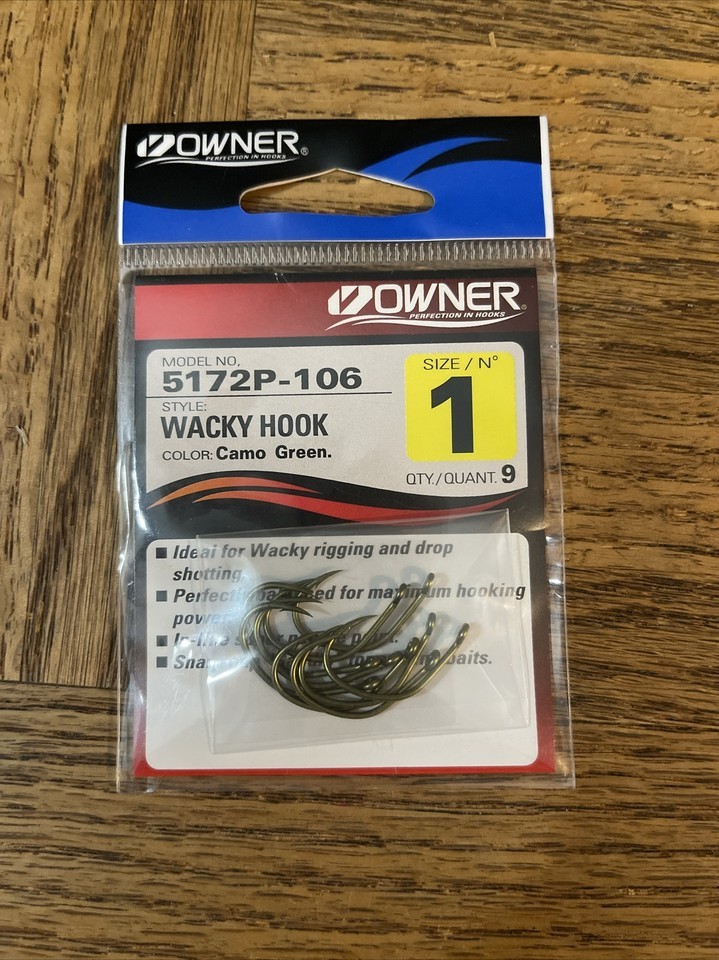 OWNER®
PERFECTION IN HOOKS
OWNER®
PERFECTION IN HOOKS
MODEL NO,
5172P-106
STYLE:
WACKY HOOK
COLOR: Camo Green.
SIZE / N°
1
QTY./QUANT. 9
Ideal for Wacky rigging and drop
shotting
Perfectly for maximum hooking
power
baits.